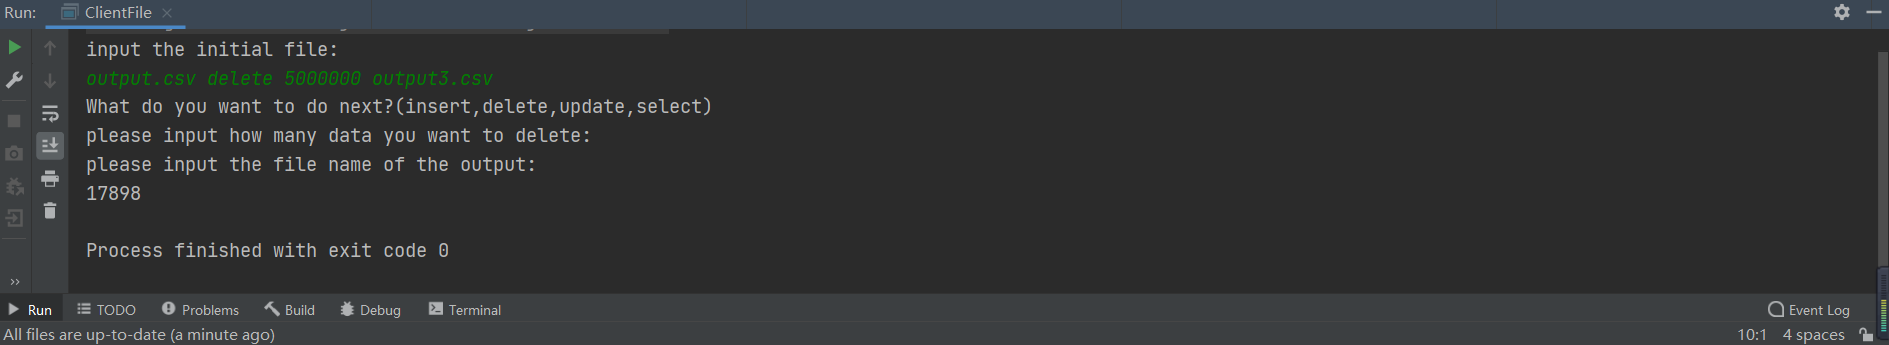 Run: ClientFile
input the initial file:
output.csv delete 5000000 output3.csv
What do you want to do next?(insert,delete,update,select)
please input how many data you want to delete:
please input the file name of the output:
17898
Process finished with exit code 0
Run TODO Problems Build Debug Terminal Event Log
All files are up-to-date (a minute ago) 10:1 4 spaces